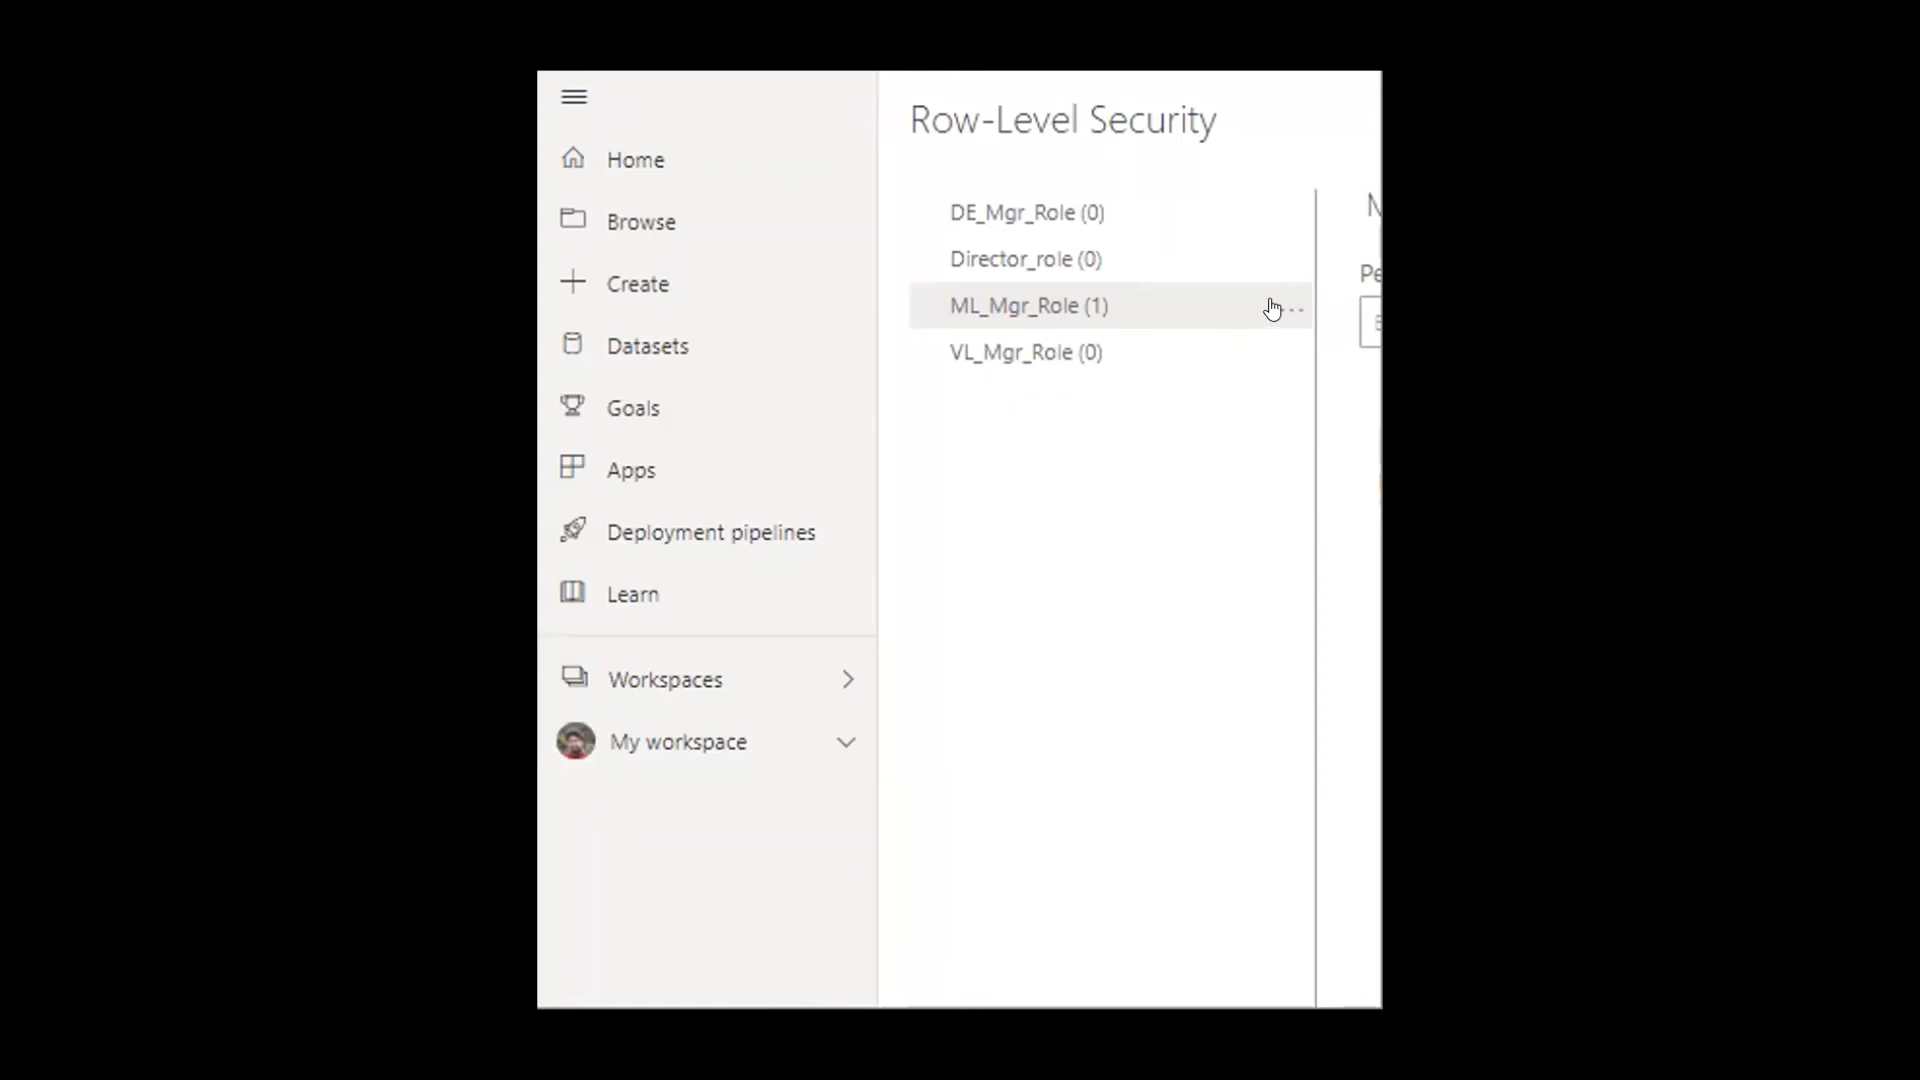 Home
Browse
Create
Datasets
Goals
Apps
Deployment pipelines
Learn
Workspaces
My workspace
Row-Level Security
DE_Mgr_Role (0)
Director_role (0)
ML_Mgr_Role (1)
VL_Mgr_Role (0)